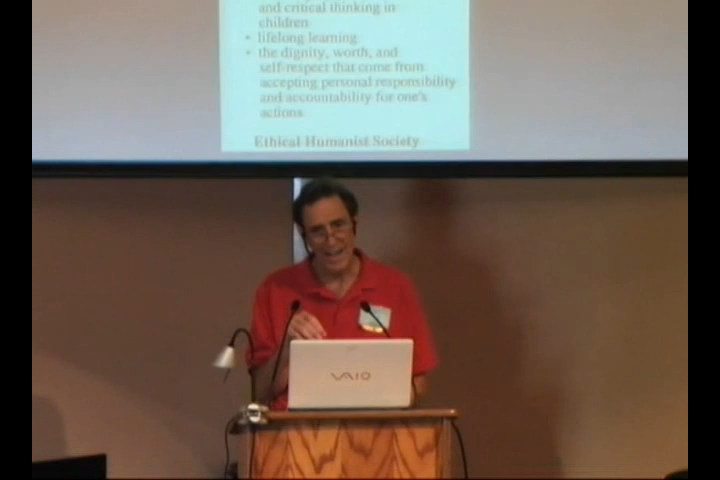 and critical thinking in
children
• lifelong learning
• the dignity, worth, and
self-respect that come from
accepting personal responsibility
and accountability for one's
actions
Ethical Humanist Society
VAIO